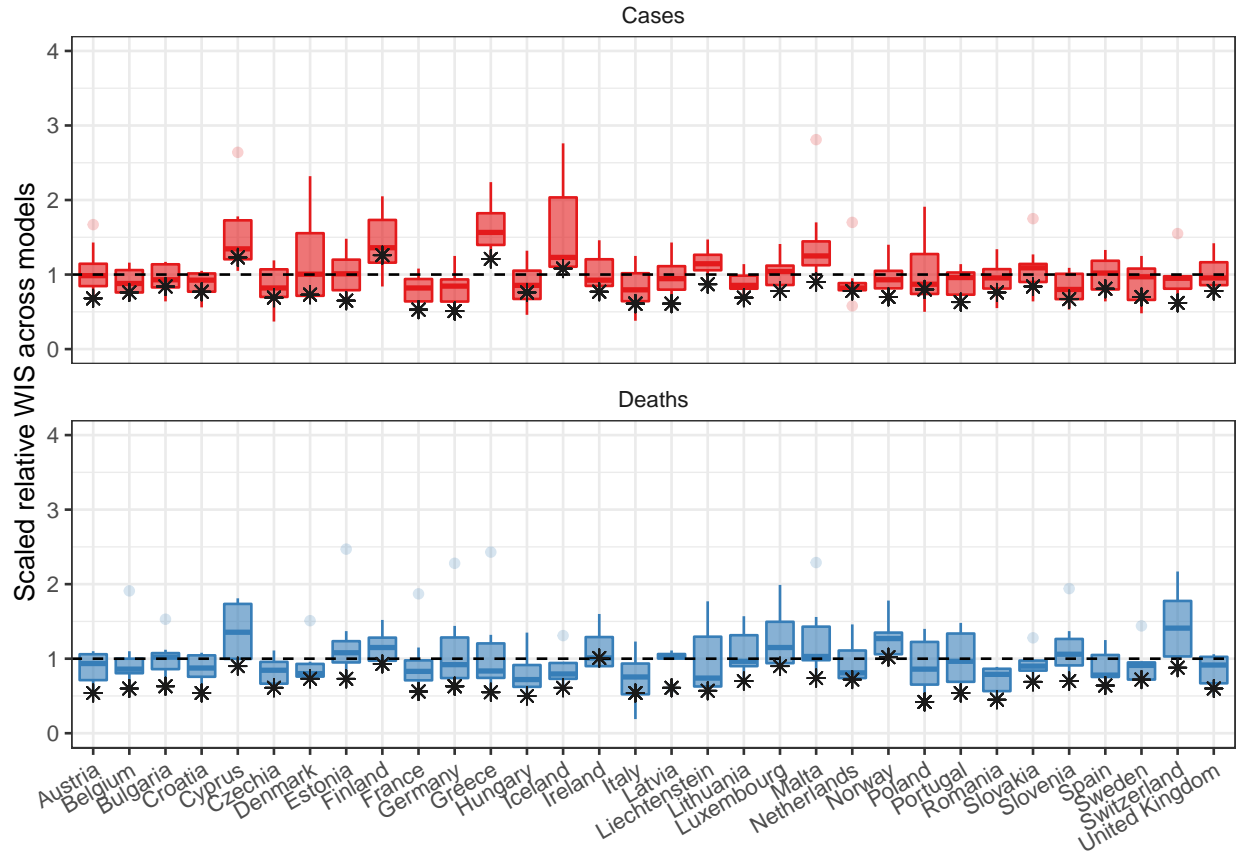 Cases
4
3
2
1
0
Scaled relative WIS across models
Deaths
4
3
2
1
0
Austria
Belgium
Bulgaria
Croatia
Cyprus
Czechia
Denmark
Estonia
Finland
France
Germany
Greece
Hungary
Iceland
Ireland
Italy
Latvia
Liechtenstein
Lithuania
Luxembourg
Malta
Netherlands
Norway
Poland
Portugal
Romania
Slovakia
Slovenia
Spain
Sweden
Switzerland
United Kingdom